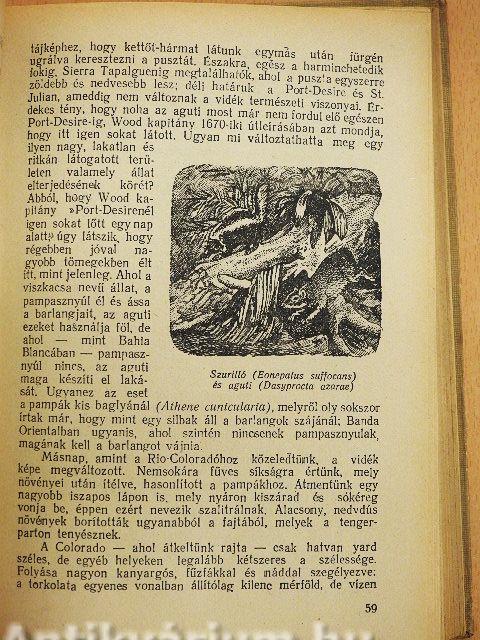 tájképhez, hogy kettőt-hármat látunk egymás után fürgén
ugrálva keresztezni a pusztát. Északra, egész a harminchetedik
fokig, Sierra Tapalguenig megtalálhatók, ahol a puszta egyszerre
zöldebb és nedvesebb lesz; déli határuk a Port-Desire és St.
Julian, ameddig nem változnak a vidék természeti viszonyai. Ér-
dekes tény, hogy noha az aguti most már nem fordul elő egészen
Port-Desire-ig, Wood kapitány 1670-iki útleírásában azt mondja,
hogy itt igen sokat látott. Ugyan mi változtathatta meg egy
ilyen nagy, lakatlan és
ritkán látogatott terü-
leten valamely állat
elterjedésének körét?
Abból, hogy Wood ka-
pitány »Port-Desirenél
igen sokat lőtt egy nap
alatt» úgy látszik, hogy
régebben jóval na-
gyobb tömegekben élt
itt, mint jelenleg. Ahol a
viszkacsa nevű állat, a
pampasznyúl él és ássa
a barlangjait, az aguti
ezeket használja föl, de
ahol — mint Bahia
Blancában — pampasz-
nyúl nincs, az aguti
maga készíti el laká-
sát. Ugyanez az eset
a pampák kis baglyánál (Athene cunicularia), melyről oly sokszor
írtak már, hogy mint egy silbak áll a barlangok szájánál; Banda
Orientalban ugyanis, ahol szintén nincsenek pampasznyulak,
magának kell a barlangot vájnia.
Szurilló (Eonepatus suffocans)
és aguti (Dasyprocta azarae)
Másnap, amint a Rio-Coloradóhoz közeledtünk, a vidék
képe megváltozott. Nemsokára füves síkságra értünk, mely
növényei után ítélve, hasonlított a pampákhoz. Átmentünk egy
nagyobb iszapos lápon is, mely nyáron kiszárad és sókéreg
vonja be, éppen ezért nevezik szalitrálnak. Alacsony, nedvdús
növények borították ugyanabból a fajtából, melyek a tenger-
parton tenyésznek.
A Colorado — ahol átkeltünk rajta — csak hatvan yard
széles, de egyéb helyeken legalább kétszeres a szélessége.
Folyása nagyon kanyargós, fűzfákkal és náddal szegélyezve;
a torkolata egyenes vonalban állítólag kilenc mérföld, de vízen
59
Antikvárium.hu